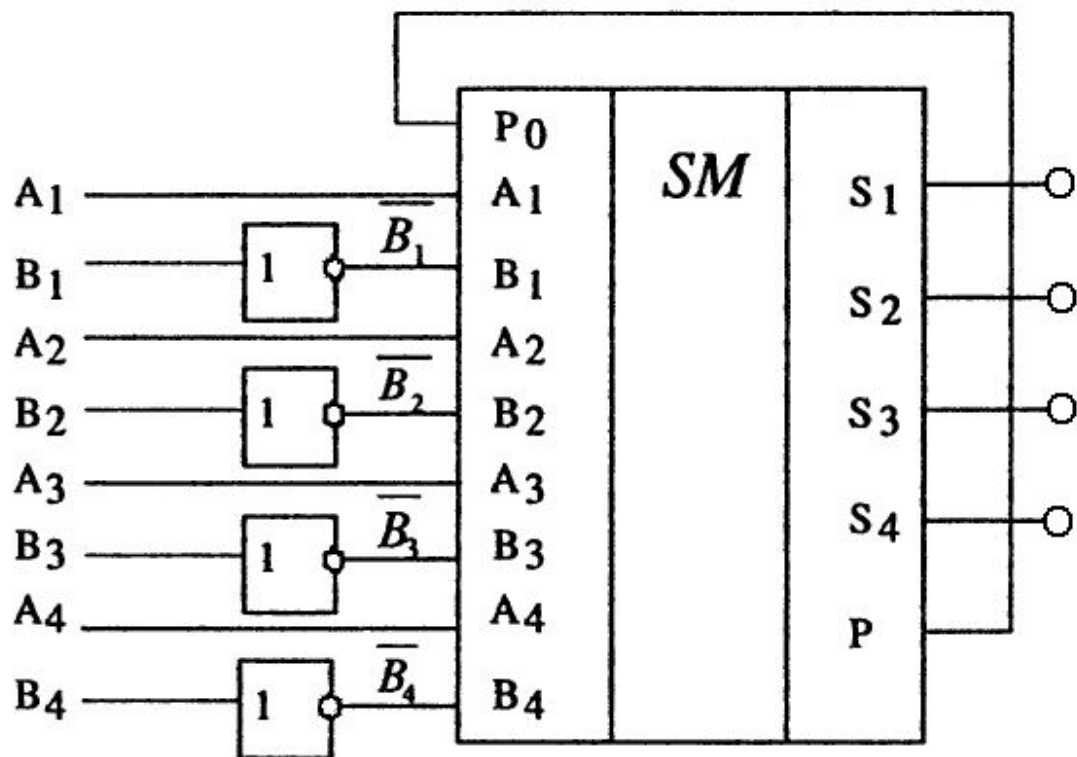 P0
SM
A1 A1 S1
B1 1 B̅1 B1
A2 A2 S2
B2 1 B̅2 B2
A3 A3 S3
B3 1 B̅3 B3
A4 A4 S4
P
B4 1 B̅4 B4